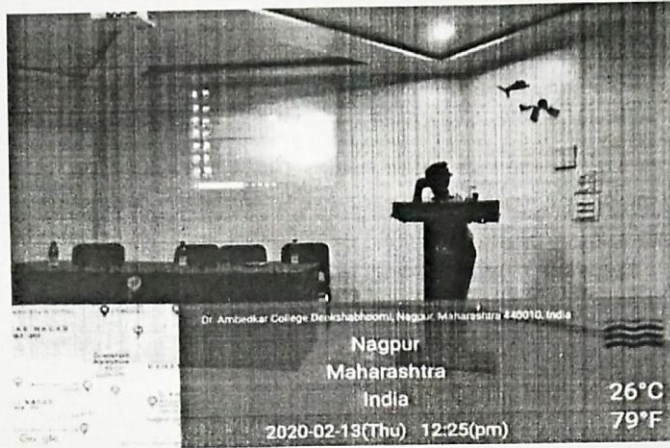 Dr. Ambedkar College Deekshabhoomi, Nagpur, Maharashtra 440010, India
Nagpur
Maharashtra
India
26°C
79°F
2020-02-13(Thu) 12:25(pm)
Google